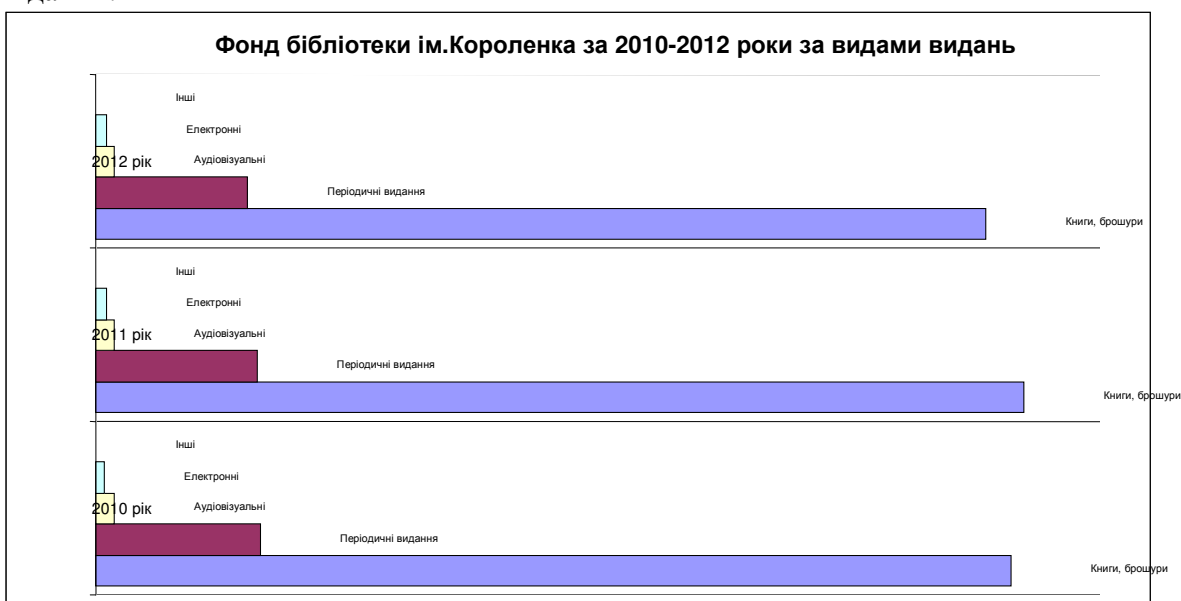 Фонд бібліотеки ім.Короленка за 2010-2012 роки за видами видань
Інші
Електронні
2012 рік
Аудіовізуальні
Періодичні видання
Книги, брошури
Інші
Електронні
2011 рік
Аудіовізуальні
Періодичні видання
Книги, брошури
Інші
Електронні
2010 рік
Аудіовізуальні
Періодичні видання
Книги, брошури